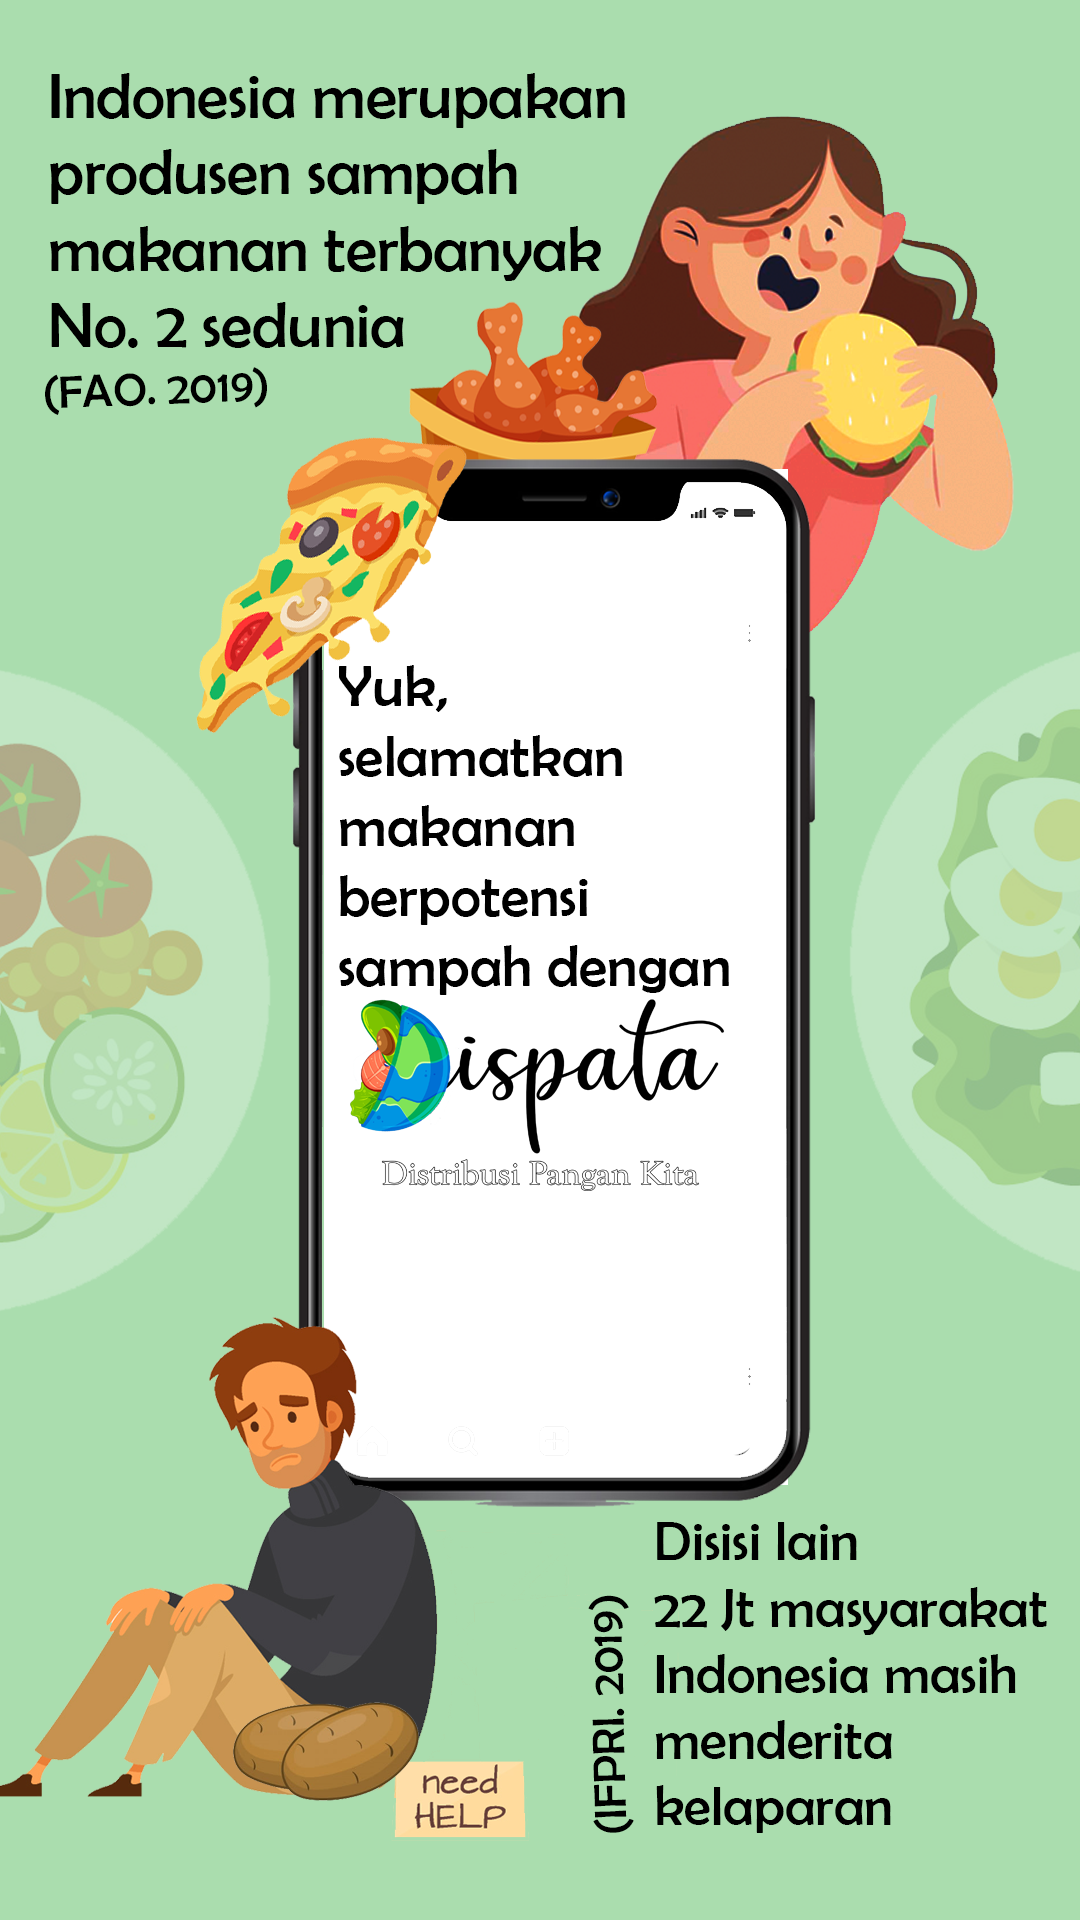 Indonesia merupakan
produsen sampah
makanan terbanyak
No. 2 sedunia
(FAO. 2019)
Yuk,
selamatkan
makanan
berpotensi
sampah dengan
Dispata
Distribusi Pangan Kita
Disisi lain
22 Jt masyarakat
Indonesia masih
menderita
kelaparan
(IFPRI. 2019)
need
HELP